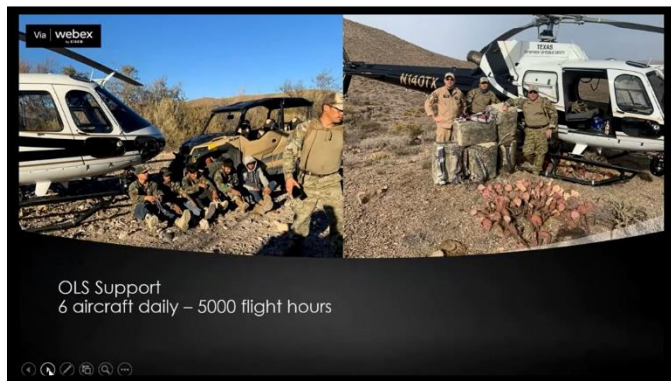 Via webex
by CISCO
N140TX
TEXAS
OLS Support
6 aircraft daily – 5000 flight hours